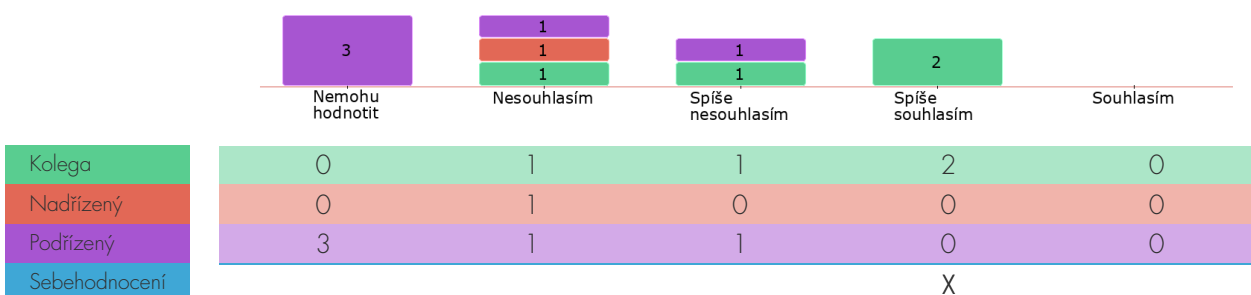 1
3 1 1
1 1 2
Nemohu hodnotit Nesouhlasím Spíše nesouhlasím Spíše souhlasím Souhlasím
Kolega 0 1 1 2 0
Nadřízený 0 1 0 0 0
Podřízený 3 1 1 0 0
Sebehodnocení X